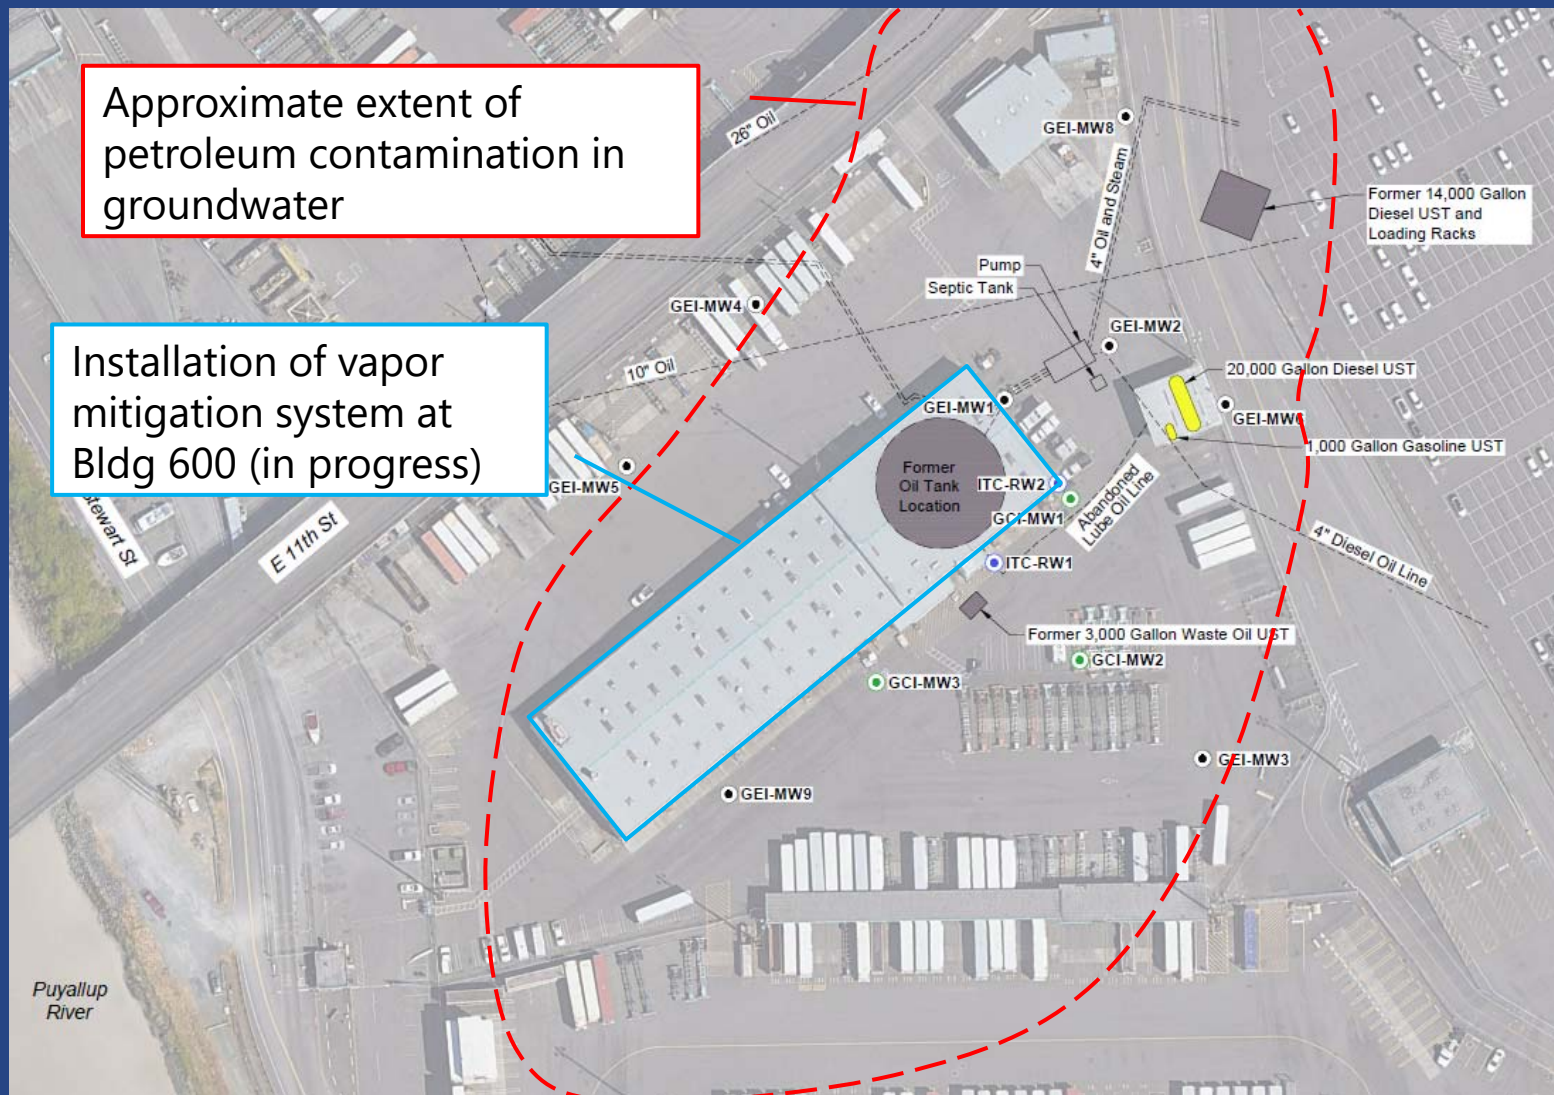 Approximate extent of
petroleum contamination in
groundwater
26" Oil
GEI-MW8
4" Oil and Steam
Former 14,000 Gallon
Diesel UST and
Loading Racks
Pump
Septic Tank
GEI-MW4
GEI-MW2
Installation of vapor
mitigation system at
Bldg 600 (in progress)
10" Oil
20,000 Gallon Diesel UST
GEI-MW1
GEI-MW6
1,000 Gallon Gasoline UST
Former
Oil Tank
Location
GEI-MW5
ITC-RW2
GCI-MW1
Abandoned
Lube Oil Line
Stewart St
E 11th St
4" Diesel Oil Line
ITC-RW1
Former 3,000 Gallon Waste Oil UST
GCI-MW2
GCI-MW3
GEI-MW3
GEI-MW9
Puyallup
River